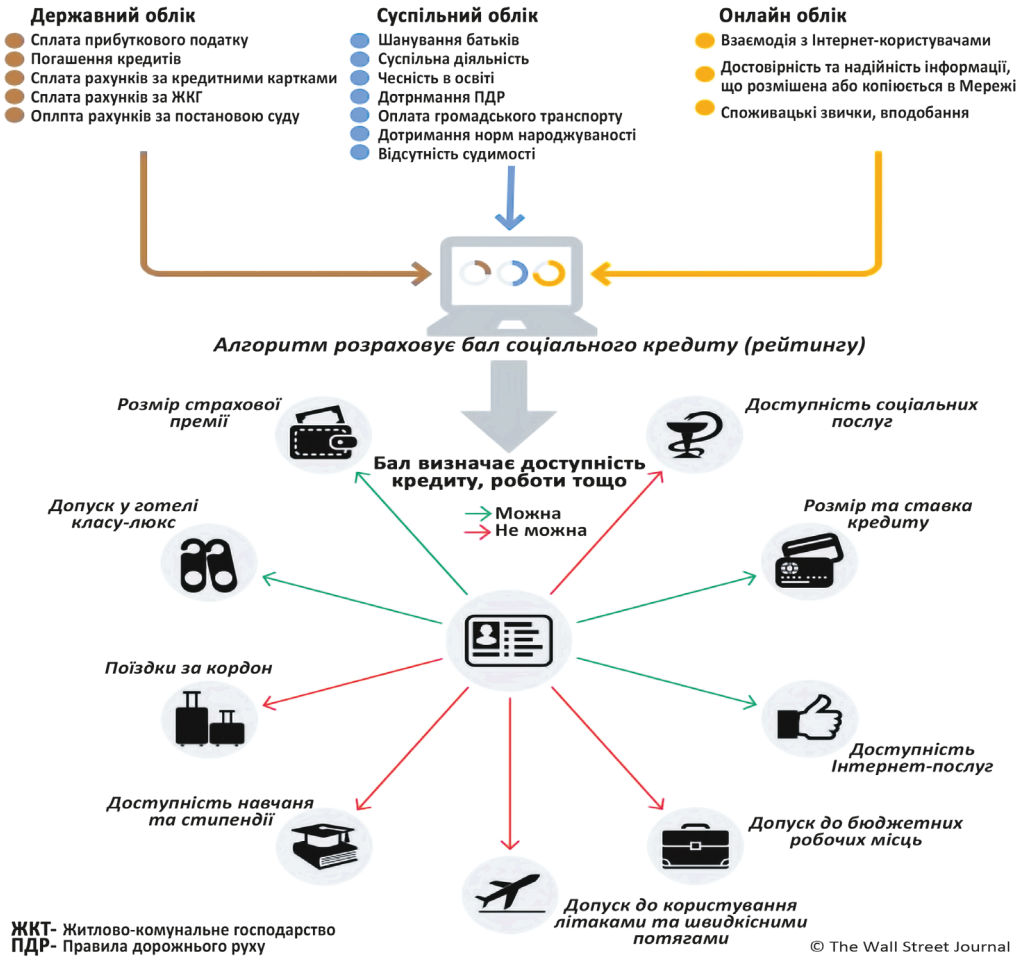 Державний облік
Сплата прибуткового податку
Погашення кредитів
Сплата рахунків за кредитними картками
Сплата рахунків за ЖКГ
Оплпта рахунків за постановою суду
Суспільний облік
Шанування батьків
Суспільна діяльність
Чесність в освіті
Дотрнмання ПДР
Оплата громадського транспорту
Дотримання норм народжуваності
Відсутність судимості
Онлайн облік
Взаємодія з Інтернет-користувачами
Достовірність та надійність інформації,
що розмішена або копіюється в Мережі
Споживацькі звички, вподобання
Алгоритм розраховує бал соціального кредиту (рейтингу)
Розмір страхової
премії
Доступність соціальних
послуг
Бал визначає доступність
кредиту, роботи тощо
Можна
Не можна
Допуск у готелі
класу-люкс
Розмір та ставка
кредиту
Поїздки за кордон
Доступність
Інтернет-послуг
Доступність навчаня
та стипендії
Допуск до бюджетних
робочих місць
Допуск до користування
літаками та швидкісними
потягами
ЖКТ- Житлово-комунальне господарство
ПДР- Правила дорожнього руху
© The Wall Street Journal